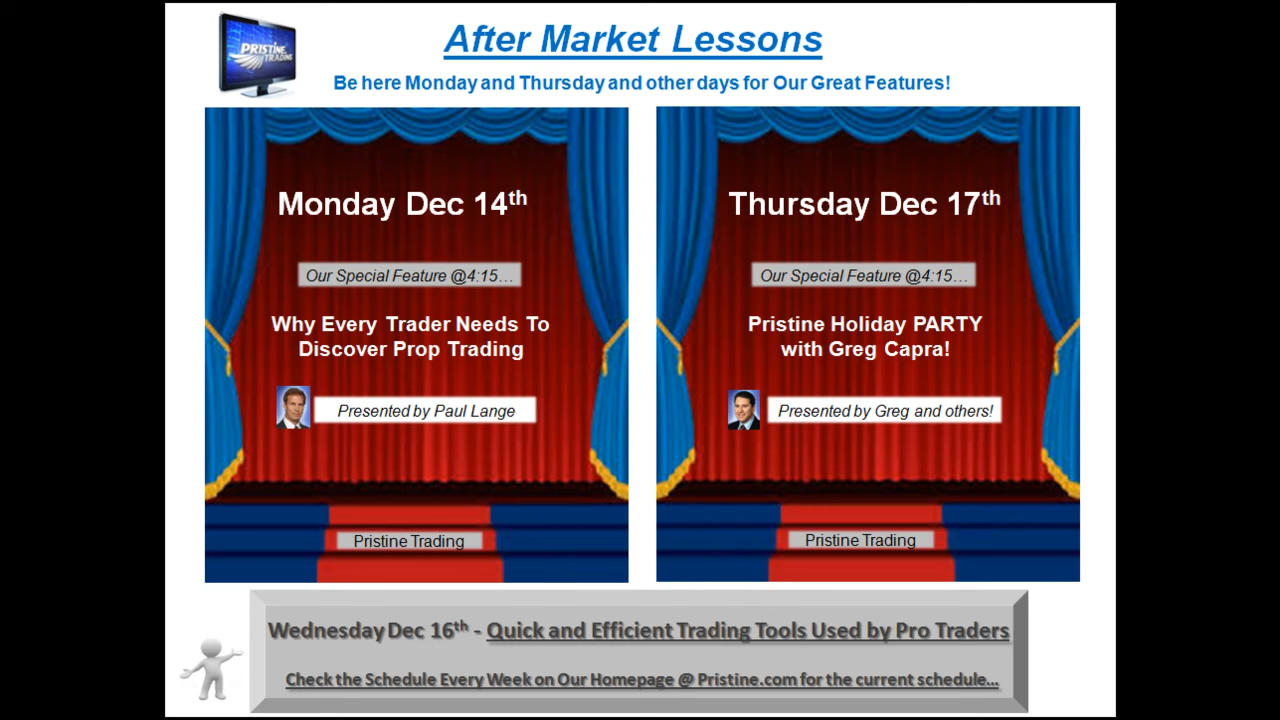 PRISTINE TRADING
After Market Lessons
Be here Monday and Thursday and other days for Our Great Features!
Monday Dec 14th
Our Special Feature @4:15…
Why Every Trader Needs To
Discover Prop Trading
Presented by Paul Lange
Pristine Trading
Thursday Dec 17th
Our Special Feature @4:15…
Pristine Holiday PARTY
with Greg Capra!
Presented by Greg and others!
Pristine Trading
Wednesday Dec 16th - Quick and Efficient Trading Tools Used by Pro Traders
Check the Schedule Every Week on Our Homepage @ Pristine.com for the current schedule…